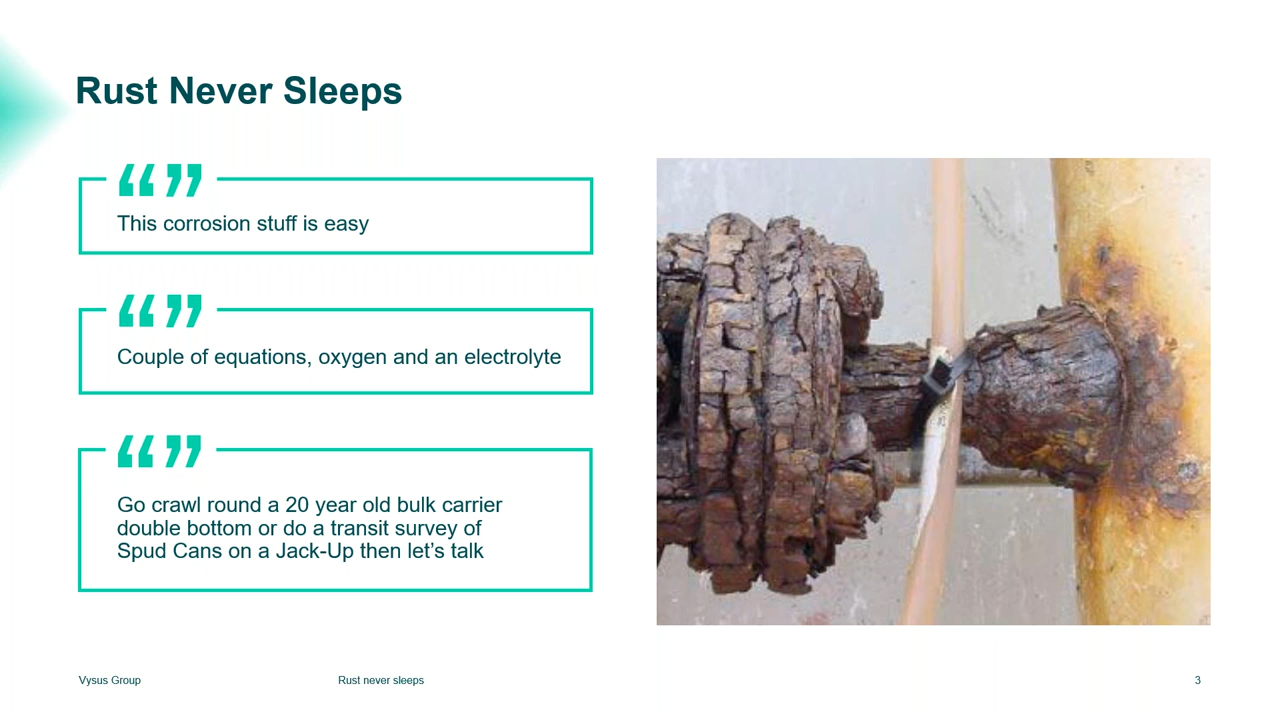 Rust Never Sleeps
“”
This corrosion stuff is easy
“”
Couple of equations, oxygen and an electrolyte
“”
Go crawl round a 20 year old bulk carrier
double bottom or do a transit survey of
Spud Cans on a Jack-Up then let’s talk
Vysus Group
Rust never sleeps
3